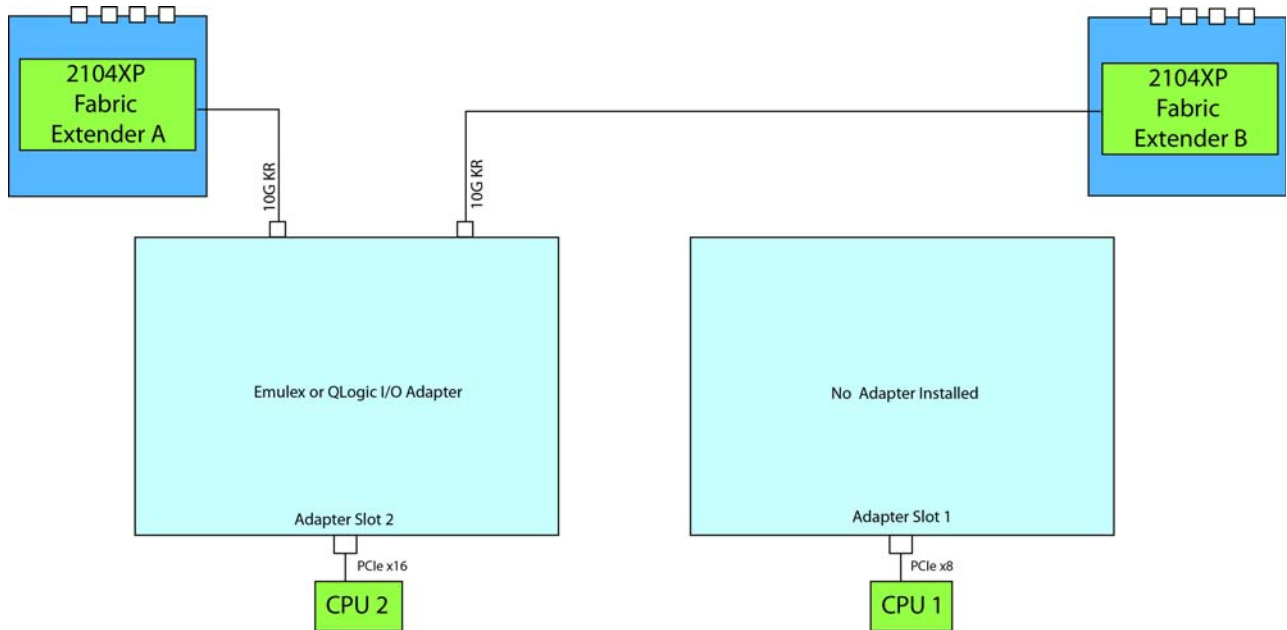 2104XP
Fabric
Extender A
2104XP
Fabric
Extender B
10G KR
10G KR
Emulex or QLogic I/O Adapter
No Adapter Installed
Adapter Slot 2
Adapter Slot 1
PCIe x16
PCIe x8
CPU 2
CPU 1